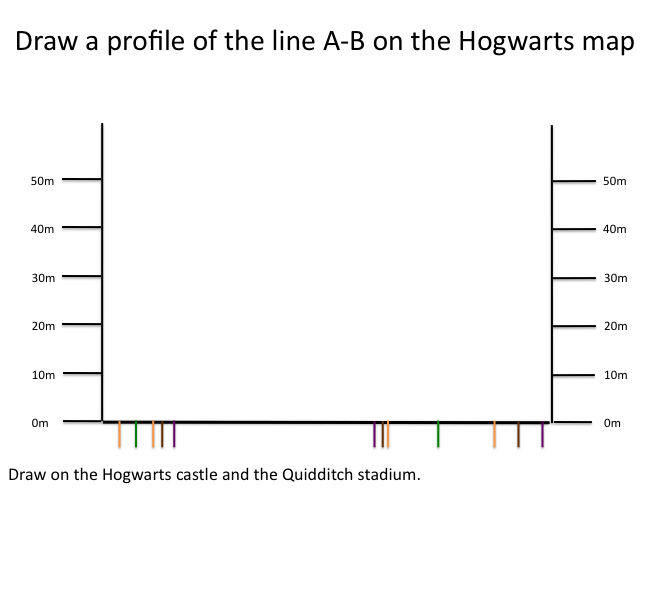 Draw a profile of the line A-B on the Hogwarts map
50m 50m
40m 40m
30m 30m
20m 20m
10m 10m
0m 0m
Draw on the Hogwarts castle and the Quidditch stadium.